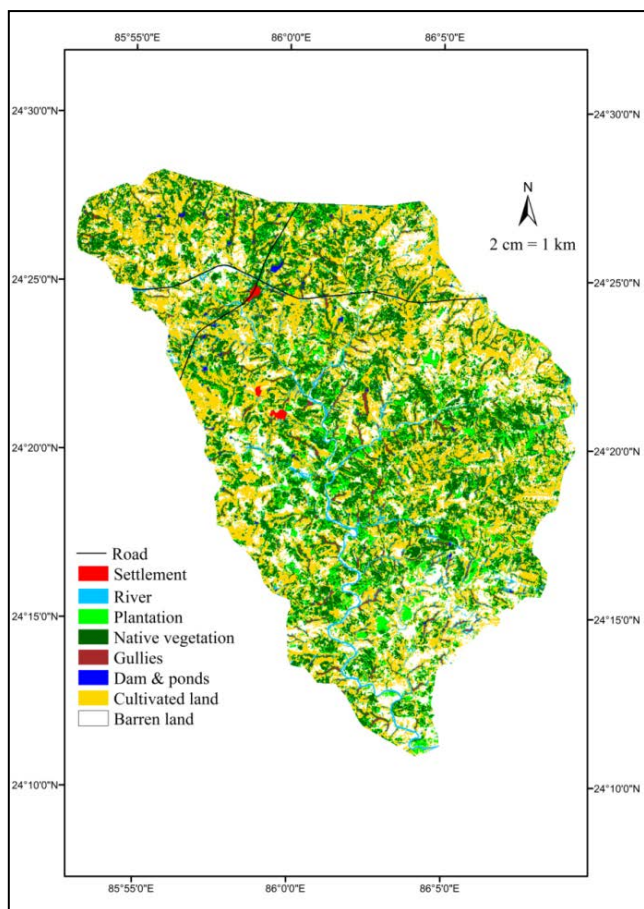 85°55'0"E 86°0'0"E 86°5'0"E
24°30'0"N 24°30'0"N
N
2 cm = 1 km
24°25'0"N 24°25'0"N
24°20'0"N 24°20'0"N
Road
Settlement
River
24°15'0"N 24°15'0"N
Plantation
Native vegetation
Gullies
Dam & ponds
Cultivated land
Barren land
24°10'0"N 24°10'0"N
85°55'0"E 86°0'0"E 86°5'0"E